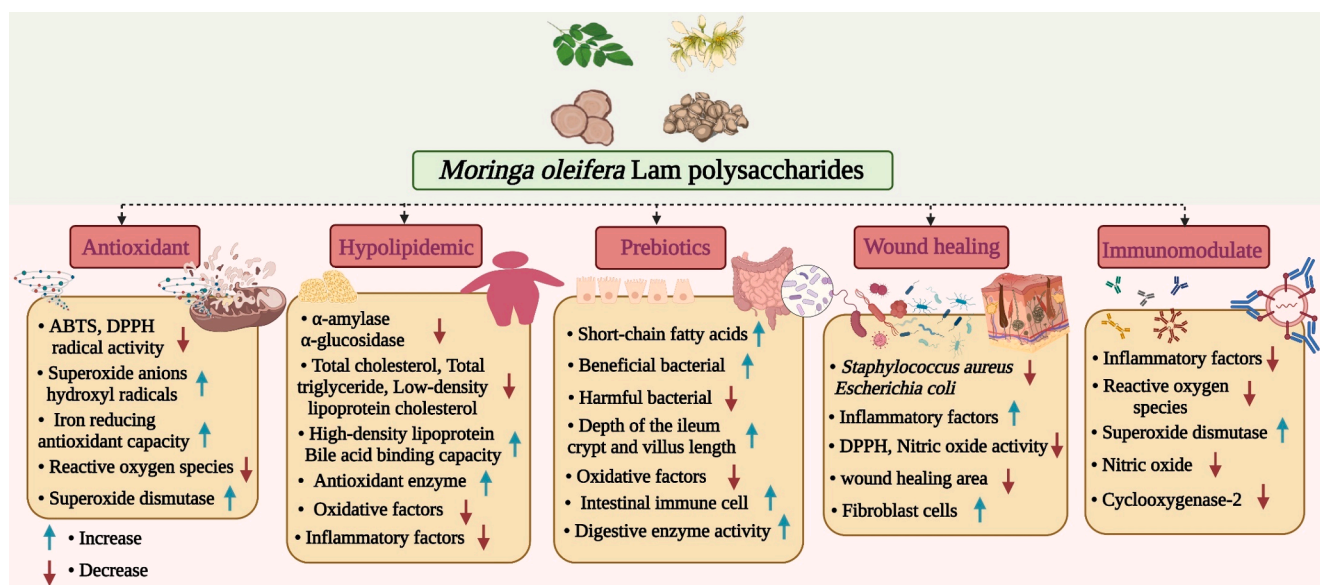 Moringa oleifera Lam polysaccharides
Antioxidant
• ABTS, DPPH
radical activity
• Superoxide anions
hydroxyl radicals
• Iron reducing
antioxidant capacity
• Reactive oxygen species
• Superoxide dismutase
• Increase
• Decrease
Hypolipidemic
• α-amylase
α-glucosidase
• Total cholesterol, Total
triglyceride, Low-density
lipoprotein cholesterol
• High-density lipoprotein
Bile acid binding capacity
• Antioxidant enzyme
• Oxidative factors
• Inflammatory factors
Prebiotics
• Short-chain fatty acids
• Beneficial bacterial
• Harmful bacterial
• Depth of the ileum
crypt and villus length
• Oxidative factors
• Intestinal immune cell
• Digestive enzyme activity
Wound healing
• Staphylococcus aureus
Escherichia coli
• Inflammatory factors
• DPPH, Nitric oxide activity
• wound healing area
• Fibroblast cells
Immunomodulate
• Inflammatory factors
• Reactive oxygen
species
• Superoxide dismutase
• Nitric oxide
• Cyclooxygenase-2